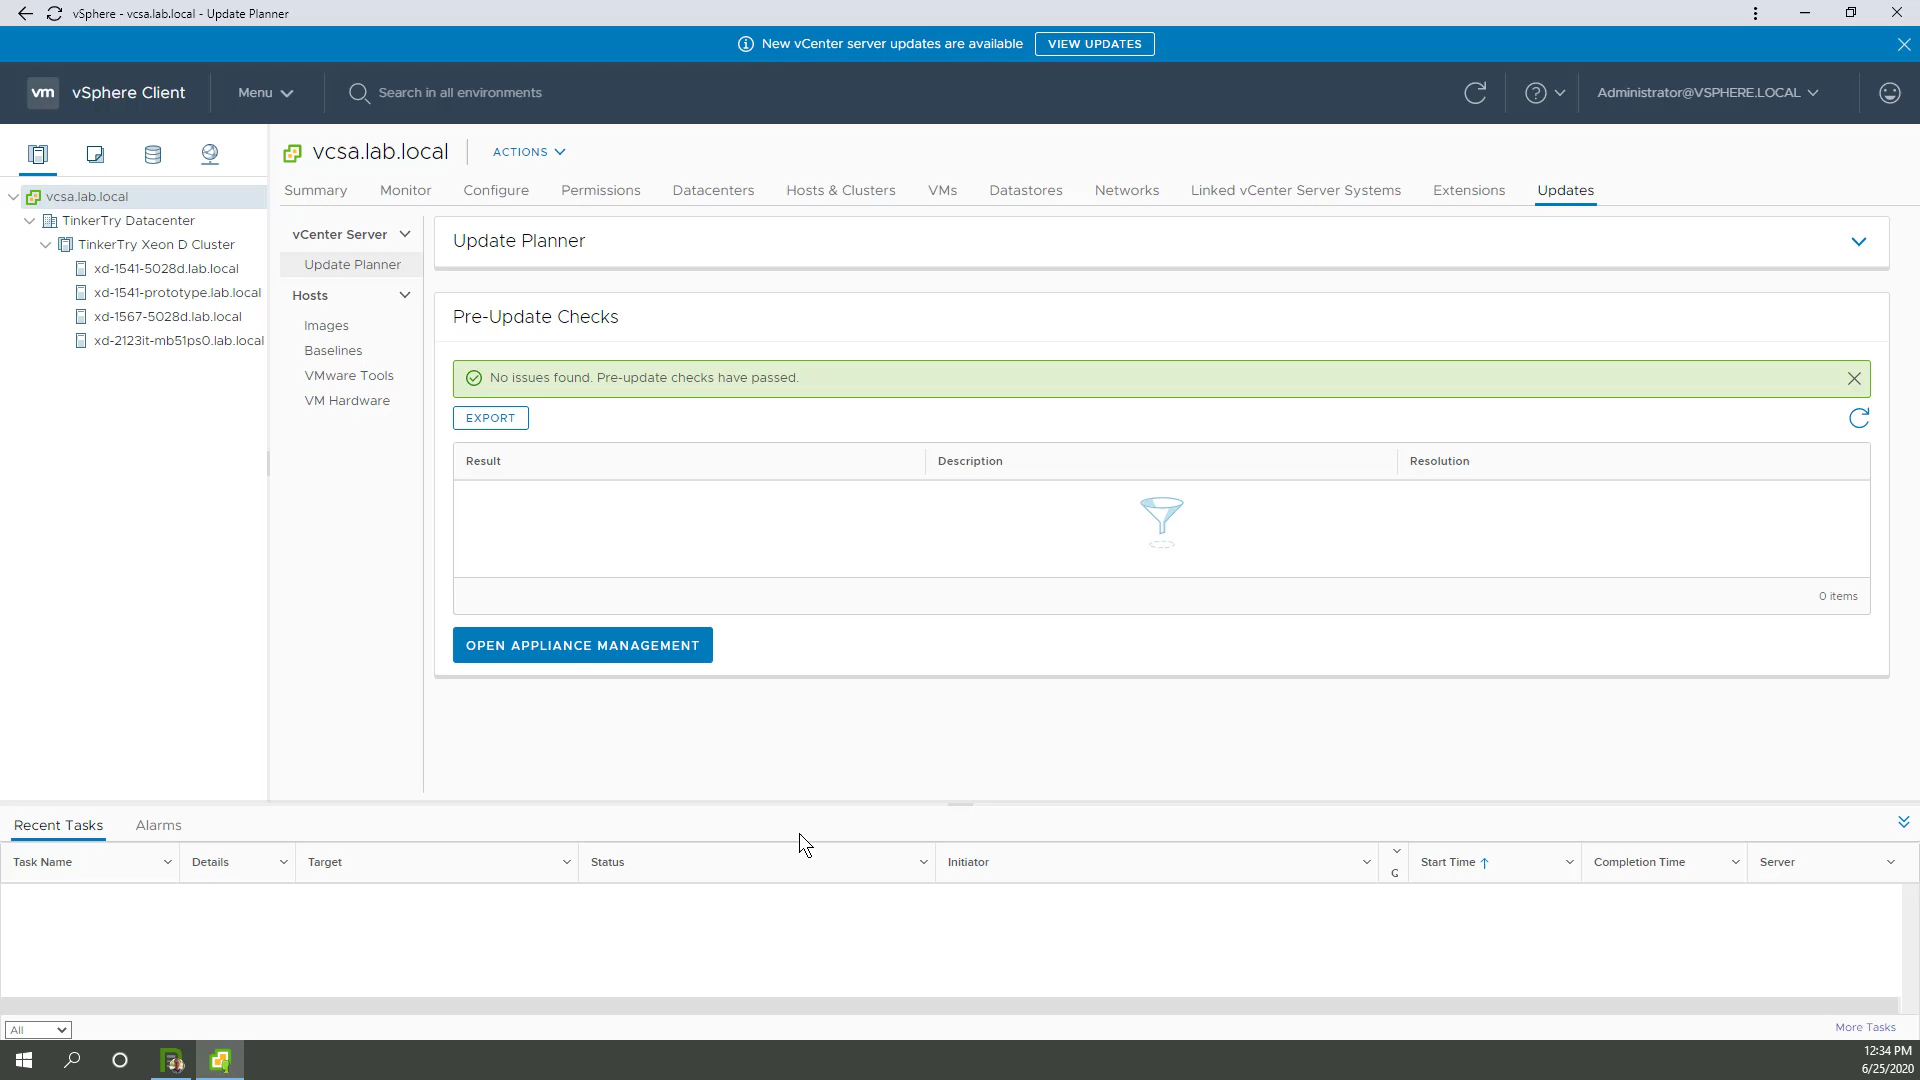 vSphere - vcsa.lab.local - Update Planner
New vCenter server updates are available
VIEW UPDATES
vm vSphere Client
Menu
Search in all environments
Administrator@VSPHERE.LOCAL
vcsa.lab.local
TinkerTry Datacenter
TinkerTry Xeon D Cluster
xd-1541-5028d.lab.local
xd-1541-prototype.lab.local
xd-1567-5028d.lab.local
xd-2123it-mb51ps0.lab.local
vcsa.lab.local
ACTIONS
Summary Monitor Configure Permissions Datacenters Hosts & Clusters VMs Datastores Networks Linked vCenter Server Systems Extensions Updates
vCenter Server
Update Planner
Hosts
Images
Baselines
VMware Tools
VM Hardware
Update Planner
Pre-Update Checks
No issues found. Pre-update checks have passed.
EXPORT
Result Description Resolution
0 items
OPEN APPLIANCE MANAGEMENT
Recent Tasks Alarms
Task Name Details Target Status Initiator G Start Time Completion Time Server
All
More Tasks
12:34 PM
6/25/2020